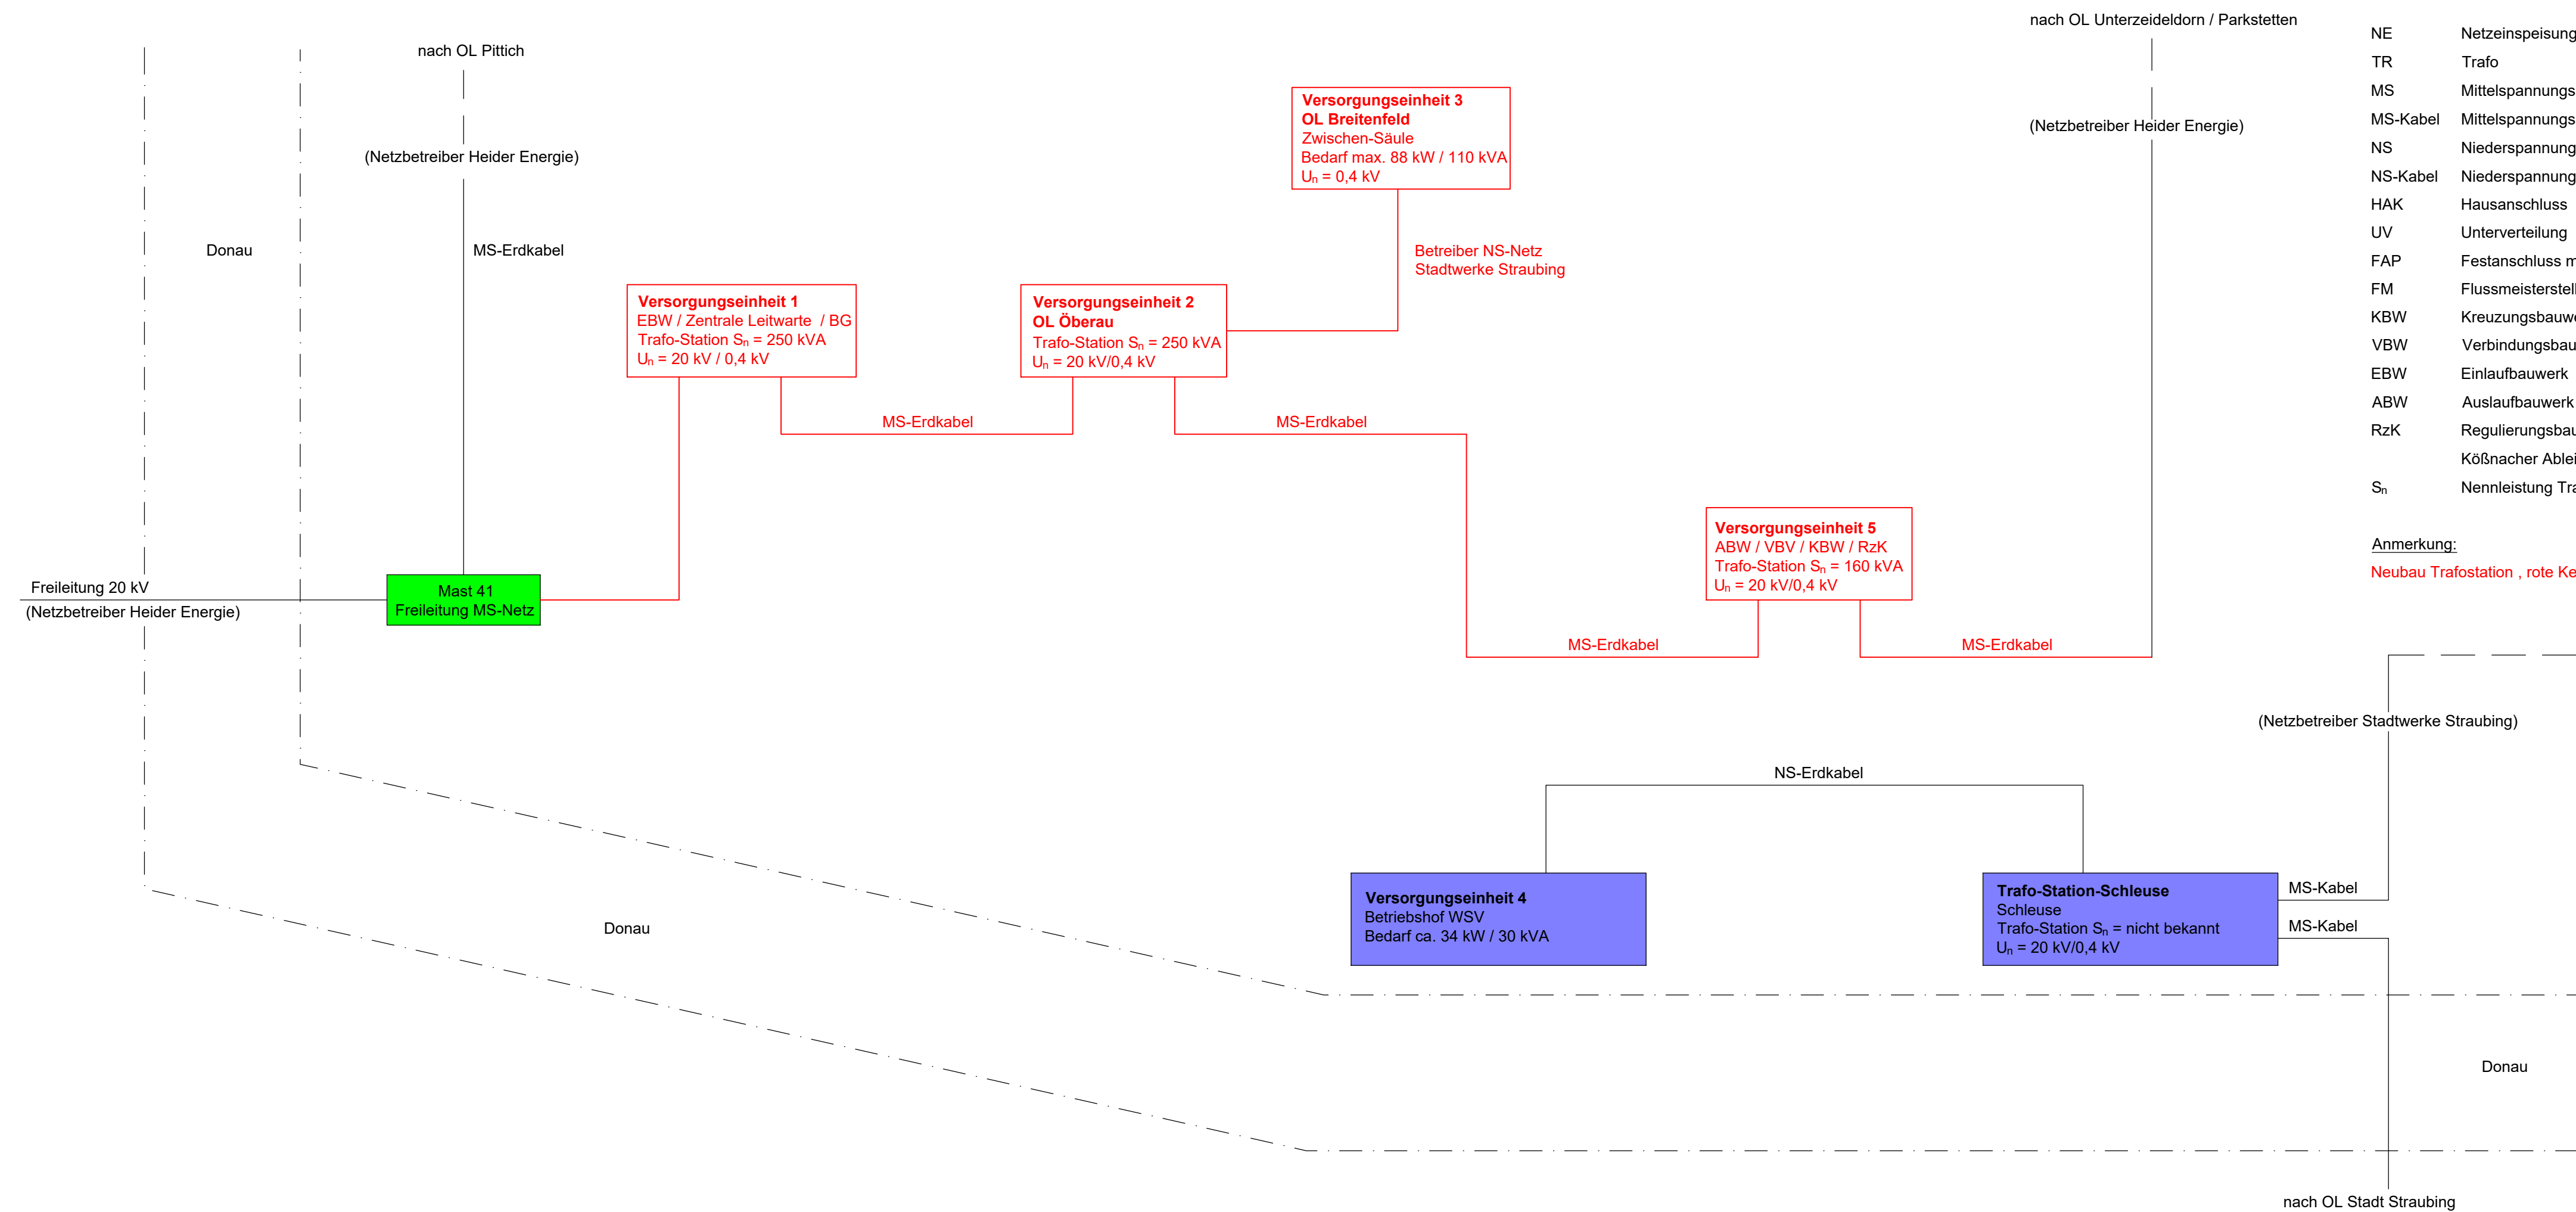 nach OL Pittich
(Netzbetreiber Heider Energie)
Donau
MS-Erdkabel
Freileitung 20 kV
(Netzbetreiber Heider Energie)
Mast 41
Freileitung MS-Netz
Versorgungseinheit 1
EBW / Zentrale Leitwarte / BG
Trafo-Station Sn = 250 kVA
Un = 20 kV / 0,4 kV
MS-Erdkabel
Versorgungseinheit 2
OL Öberau
Trafo-Station Sn = 250 kVA
Un = 20 kV/0,4 kV
MS-Erdkabel
Versorgungseinheit 3
OL Breitenfeld
Zwischen-Säule
Bedarf max. 88 kW / 110 kVA
Un = 0,4 kV
Betreiber NS-Netz
Stadtwerke Straubing
Versorgungseinheit 5
ABW / VBV / KBW / RzK
Trafo-Station Sn = 160 kVA
Un = 20 kV/0,4 kV
MS-Erdkabel
MS-Erdkabel
nach OL Unterzeideldorn / Parkstetten
(Netzbetreiber Heider Energie)
NE Netzeinspeisung
TR Trafo
MS Mittelspannungs
MS-Kabel Mittelspannungs
NS Niederspannung
NS-Kabel Niederspannung
HAK Hausanschluss
UV Unterverteilung
FAP Festanschluss m
FM Flussmeisterstell
KBW Kreuzungsbauwe
VBW Verbindungsbau
EBW Einlaufbauwerk
ABW Auslaufbauwerk
RzK Regulierungsbau
Kößnacher Ablei
Sn Nennleistung Tra
Anmerkung:
Neubau Trafostation , rote Ke
(Netzbetreiber Stadtwerke Straubing)
NS-Erdkabel
Versorgungseinheit 4
Betriebshof WSV
Bedarf ca. 34 kW / 30 kVA
Trafo-Station-Schleuse
Schleuse
Trafo-Station Sn = nicht bekannt
Un = 20 kV/0,4 kV
MS-Kabel
MS-Kabel
Donau
Donau
nach OL Stadt Straubing